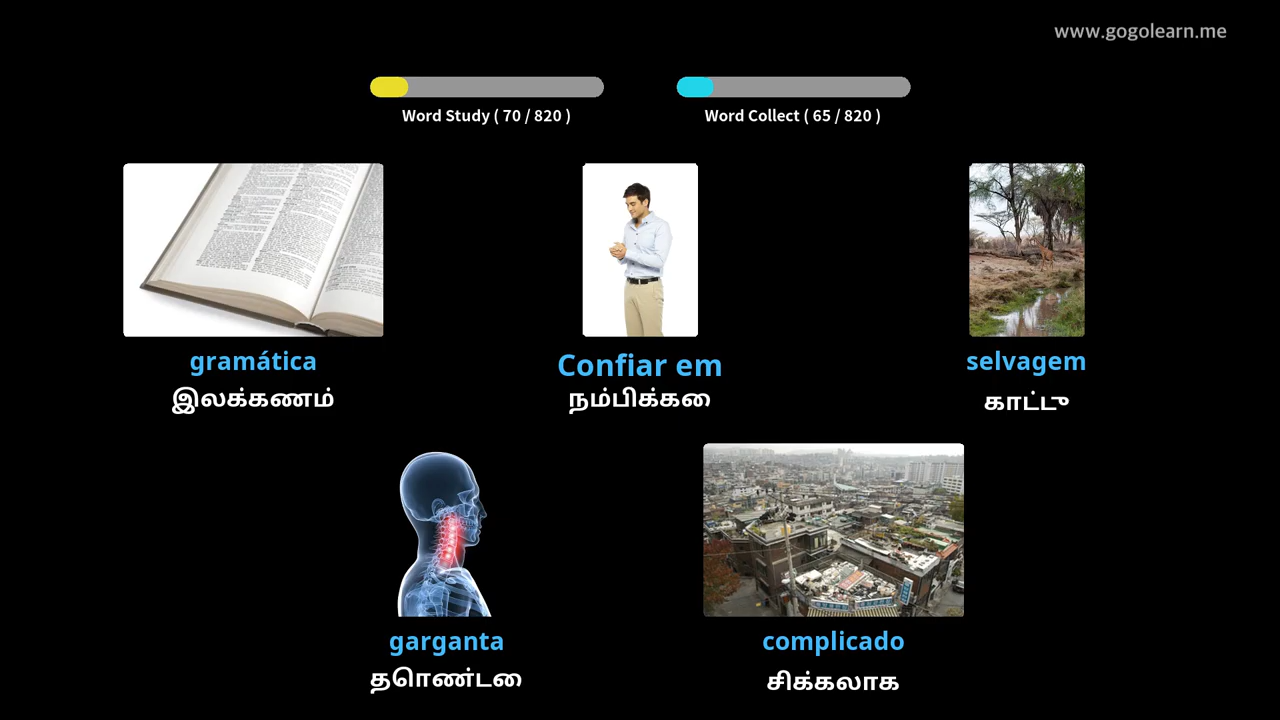 www.gogolearn.me
Word Study ( 70 / 820 )
Word Collect ( 65 / 820 )
gramática
Confiar em
selvagem
இலக்கணம்
நம்பிக்கை
காட்டு
garganta
complicado
தொண்டை
சிக்கலாக